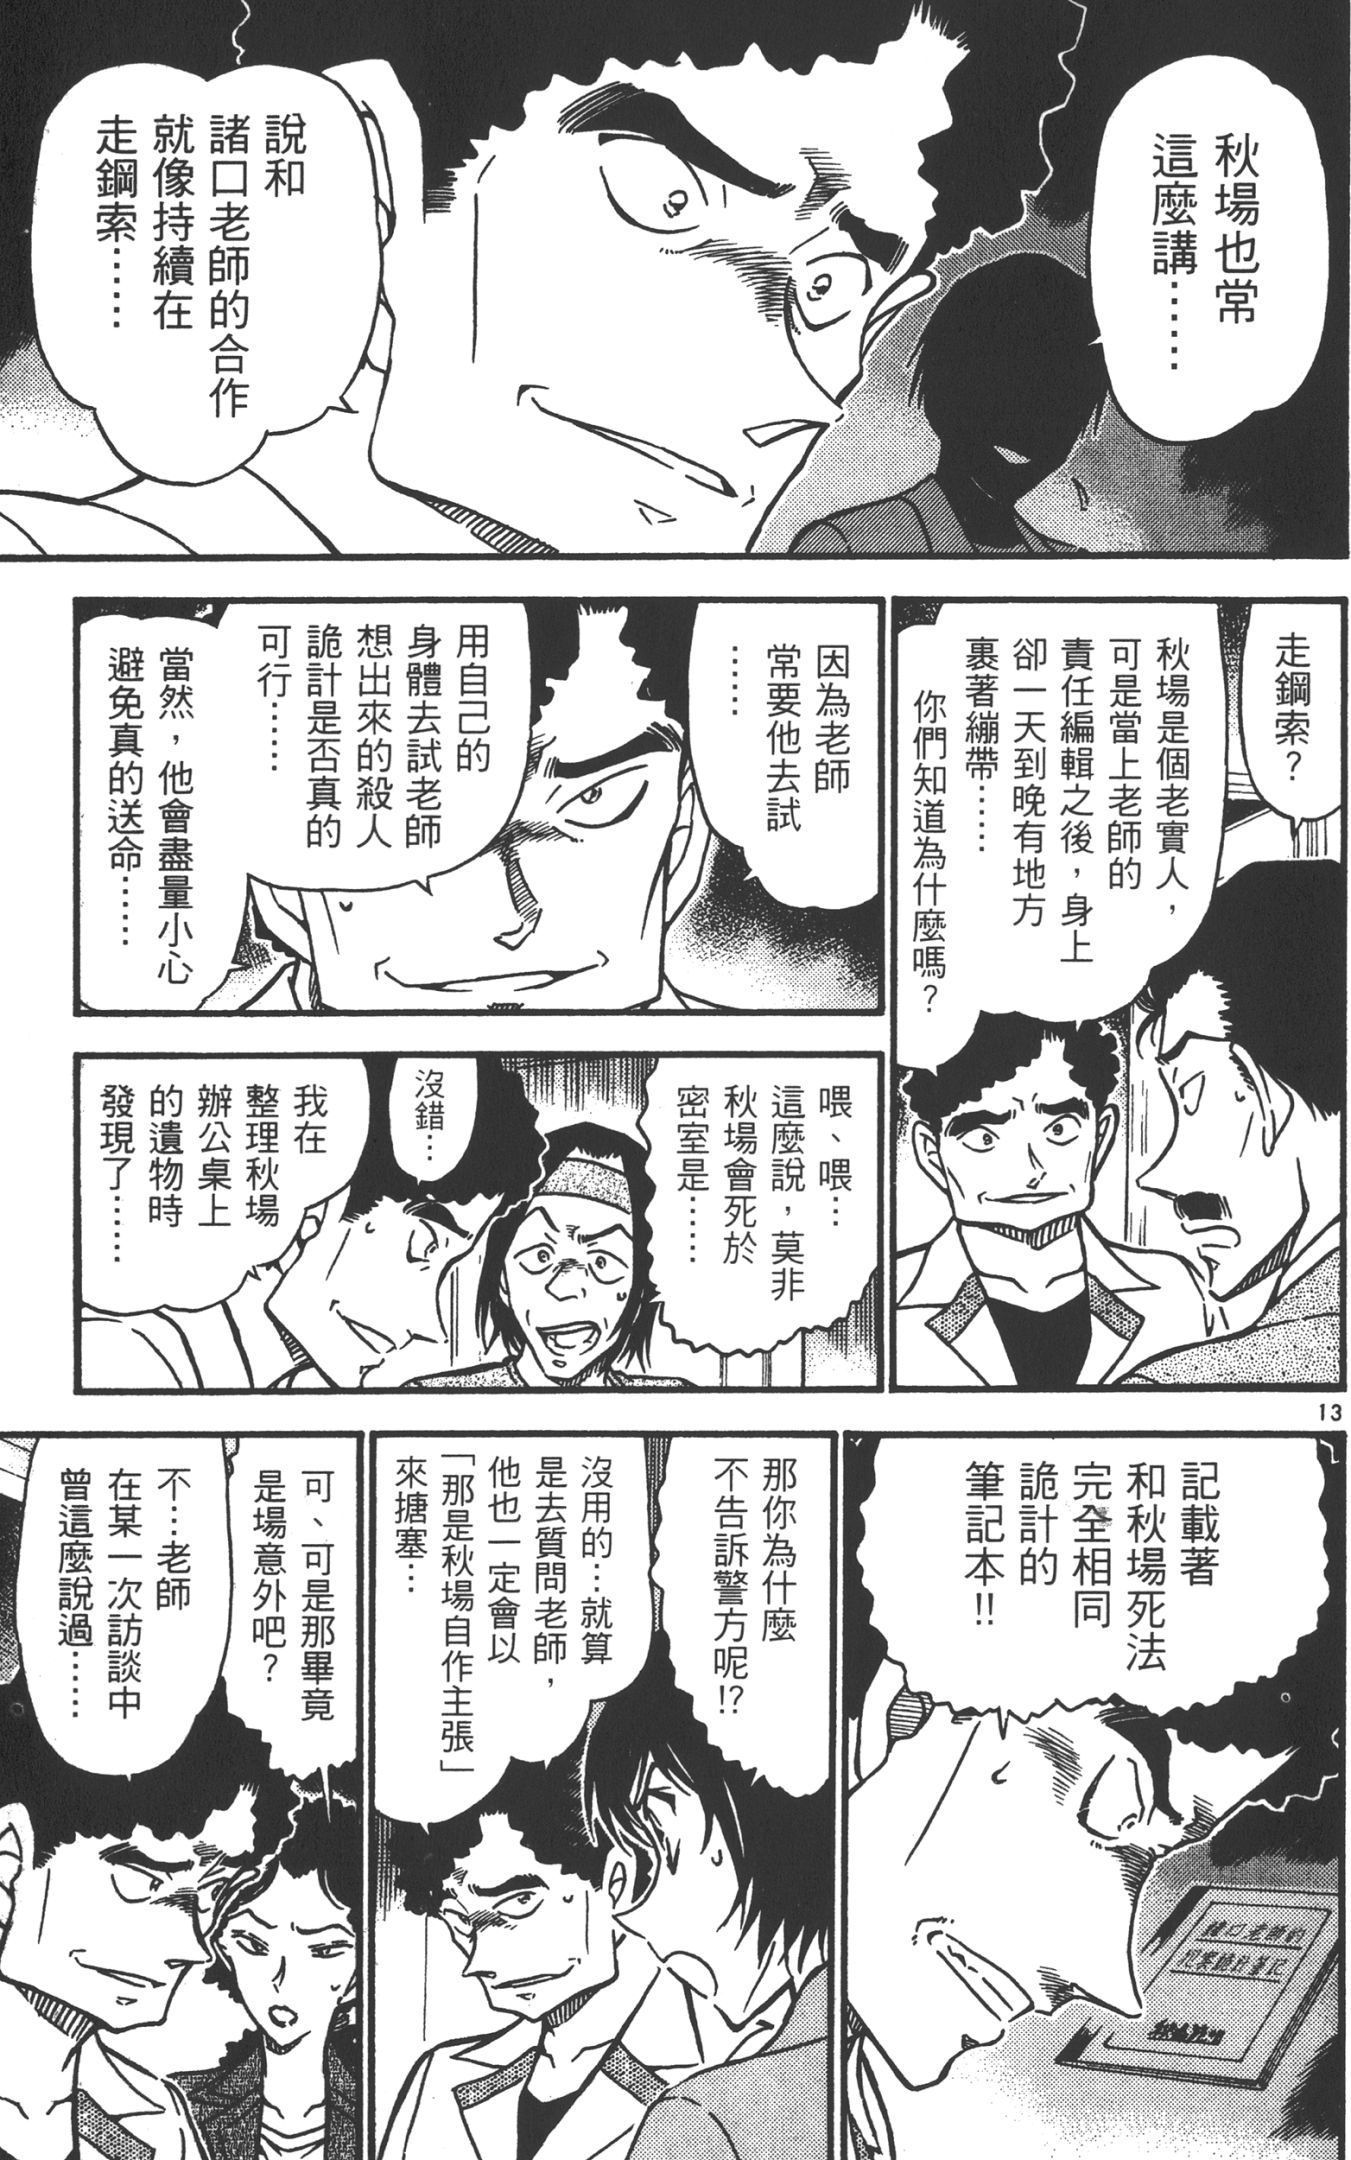 秋場也常
這麼講……
說和
諸口老師的合作
就像持續在
走鋼索……
走鋼索？
秋場是個老實人，
可是當上老師的
責任編輯之後，身上
卻一天到晚有地方
裹著繃帶……
你們知道為什麼嗎？
因為老師
常要他去試
……
用自己的
身體去試老師
想出來的殺人
詭計是否真的
可行……
當然，他會盡量小心
避免真的送命……
喂、喂…
這麼說，莫非
秋場會死於
密室是……
沒錯…
我在
整理秋場
辦公桌上
的遺物時
發現了……
13
記載著
和秋場死法
完全相同
詭計的
筆記本!!
諸口老師的
秋場
那你為什麼
不告訴警方呢!?
沒用的…就算
是去質問老師，
他也一定會以
「那是秋場自作主張」
來搪塞…
可、可是那畢竟
是場意外吧？
不…老師
在某一次訪談中
曾這麼說過……